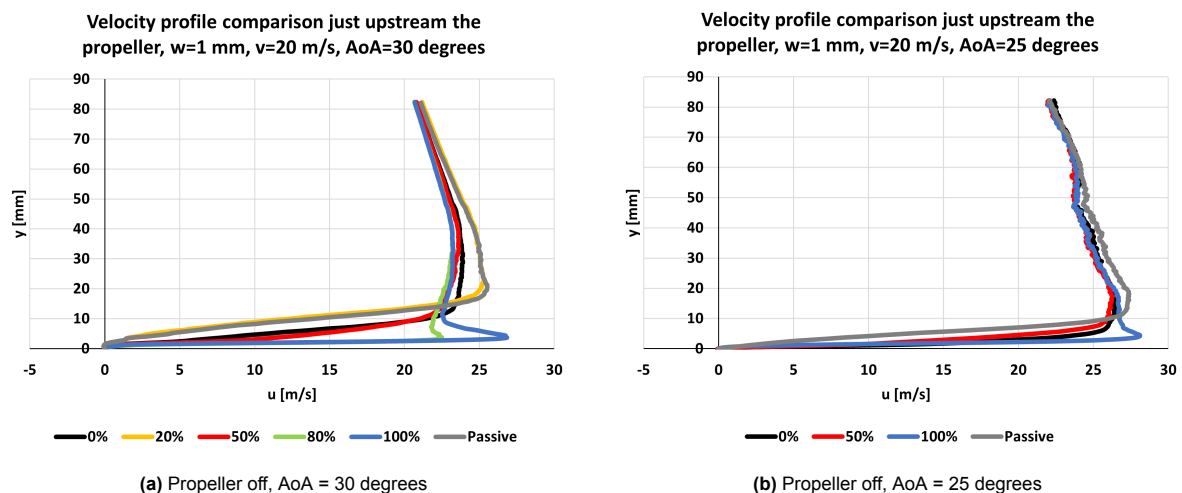 Velocity profile comparison just upstream the
propeller, w=1 mm, v=20 m/s, AoA=30 degrees
90
80
70
60
50
40
30
20
10
0
-5 0 5 10 15 20 25 30
y [mm]
u [m/s]
0% 20% 50% 80% 100% Passive
(a) Propeller off, AoA = 30 degrees
Velocity profile comparison just upstream the
propeller, w=1 mm, v=20 m/s, AoA=25 degrees
90
80
70
60
50
40
30
20
10
0
-5 0 5 10 15 20 25 30
y [mm]
u [m/s]
0% 50% 100% Passive
(b) Propeller off, AoA = 25 degrees